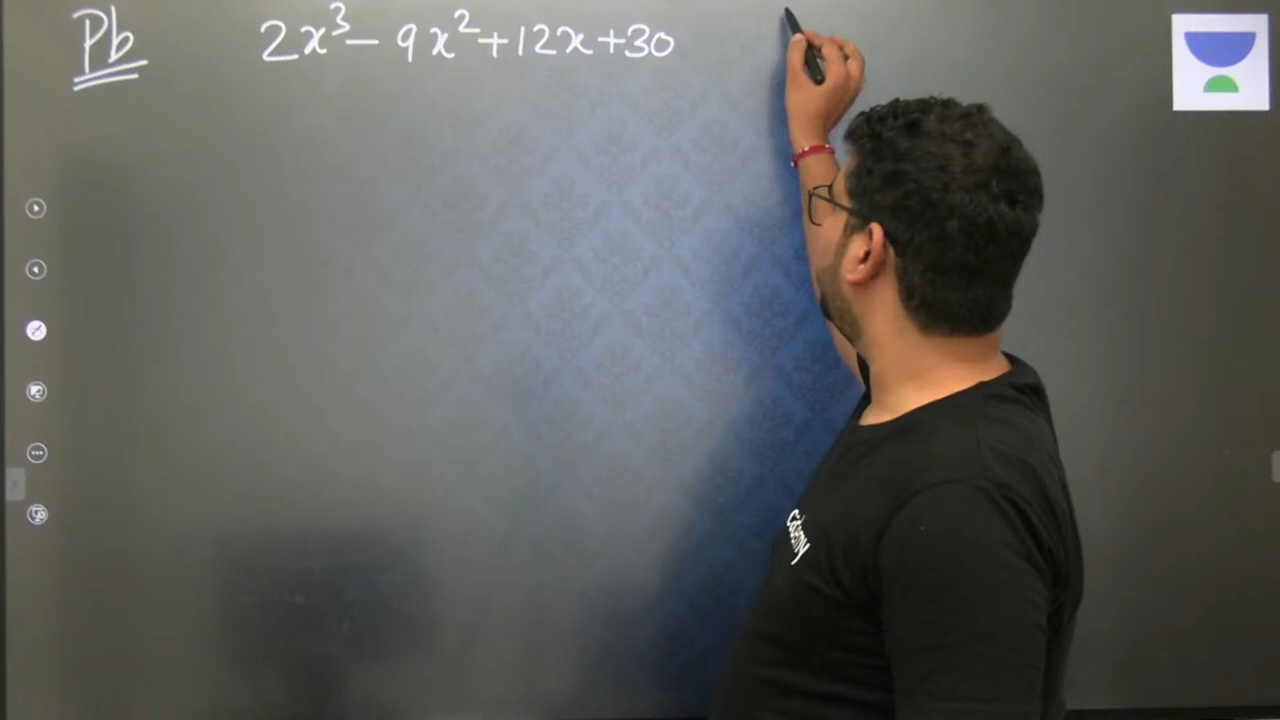 Pb 2x³ - 9x² + 12x + 30